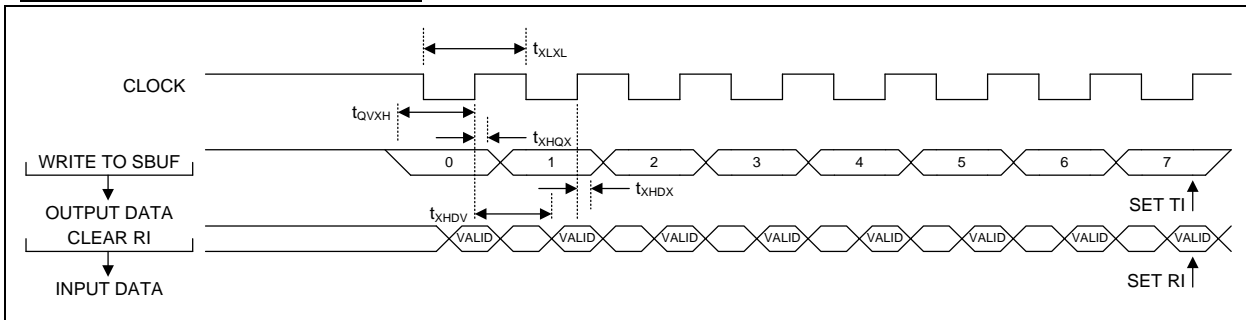 tXLXL
CLOCK
tQVXH
tXHQX
WRITE TO SBUF
0 1 2 3 4 5 6 7
tXHDX
OUTPUT DATA
SET TI
tXHDV
CLEAR RI
VALID VALID VALID VALID VALID VALID VALID VALID
SET RI
INPUT DATA